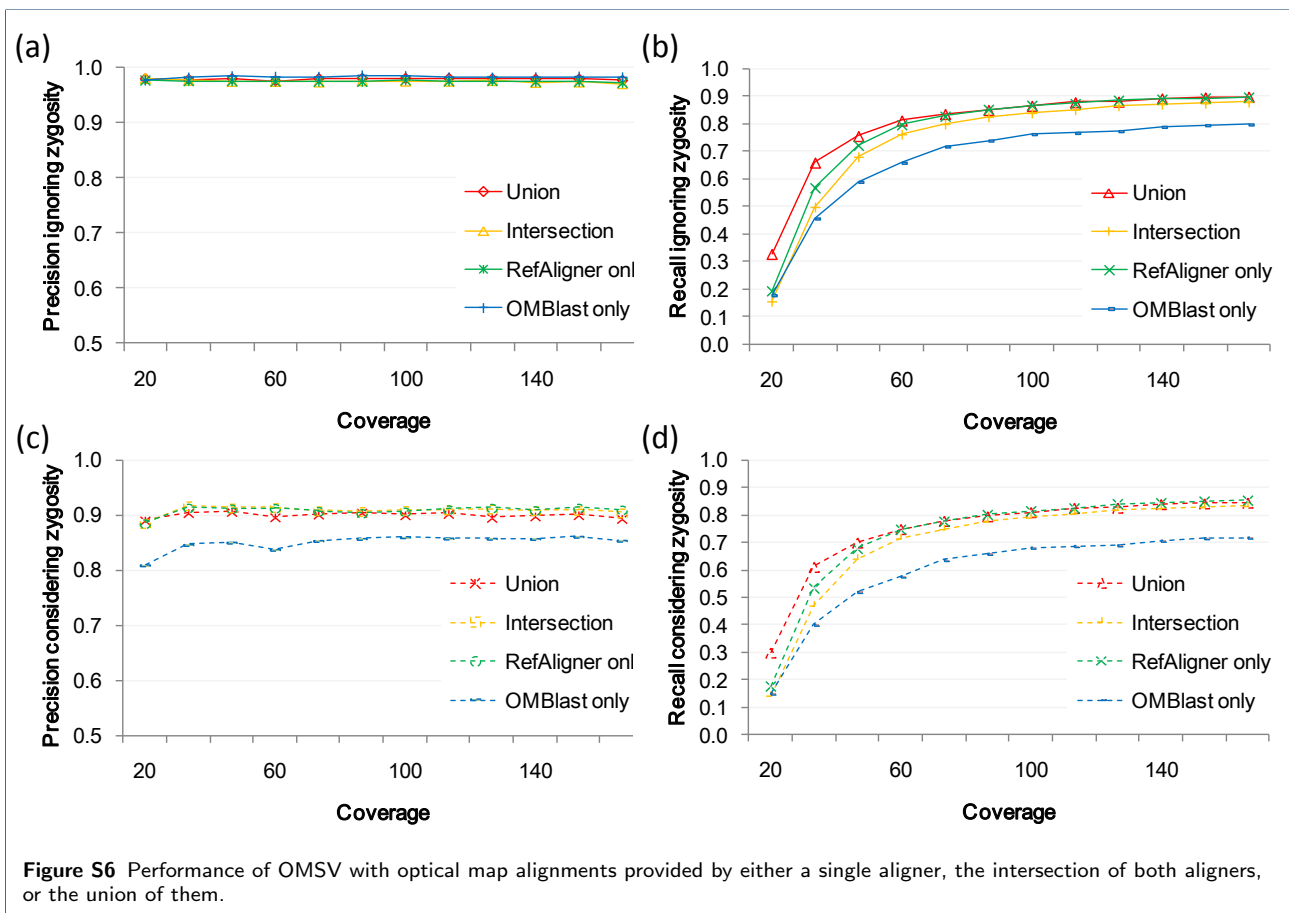 (a)
Precision ignoring zygosity
1.0
0.9
0.8
0.7
0.6
0.5
Union
Intersection
RefAligner only
OMBlast only
20 60 100 140
Coverage
(b)
Recall ignoring zygosity
1.0
0.9
0.8
0.7
0.6
0.5
0.4
0.3
0.2
0.1
0.0
Union
Intersection
RefAligner only
OMBlast only
20 60 100 140
Coverage
(c)
Precision considering zygosity
1.0
0.9
0.8
0.7
0.6
0.5
Union
Intersection
RefAligner only
OMBlast only
20 60 100 140
Coverage
(d)
Recall considering zygosity
1.0
0.9
0.8
0.7
0.6
0.5
0.4
0.3
0.2
0.1
0.0
Union
Intersection
RefAligner only
OMBlast only
20 60 100 140
Coverage
Figure S6 Performance of OMSV with optical map alignments provided by either a single aligner, the intersection of both aligners,
or the union of them.